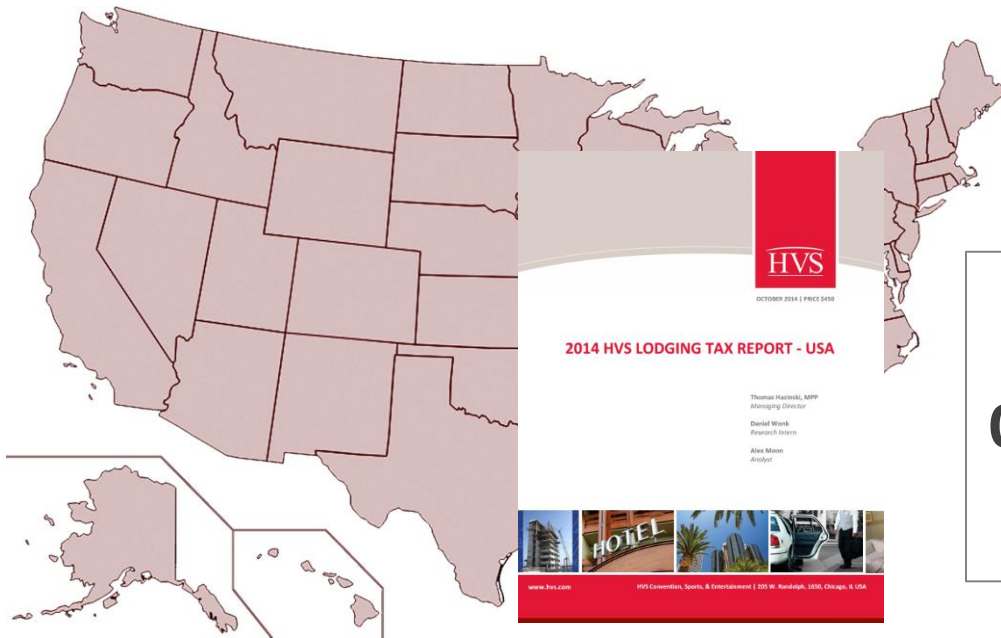 HVS
OCTOBER 2014 | PRICE $450
2014 HVS LODGING TAX REPORT - USA
Thomas Hazinski, MPP
Managing Director
Daniel Wonk
Research Intern
Alex Moon
Analyst
HOTEL
www.hvs.com
HVS Convention, Sports, & Entertainment | 205 W. Randolph, 1650, Chicago, IL USA